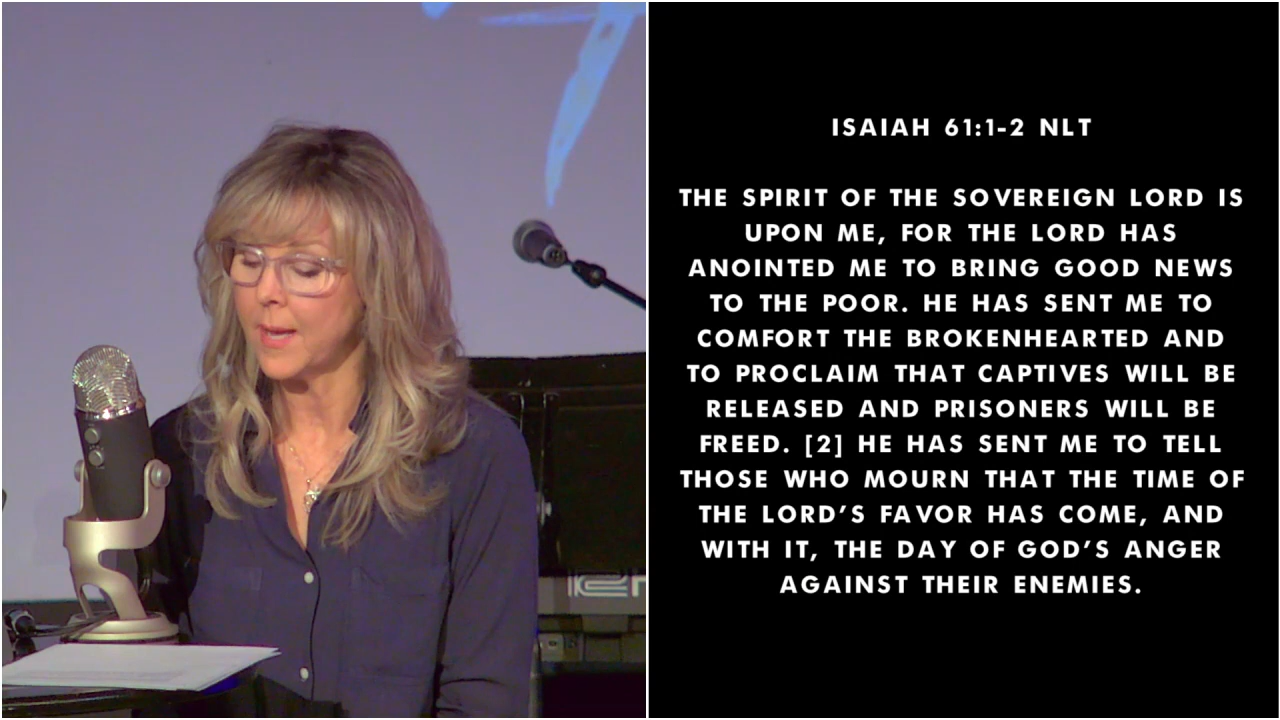 ISAIAH 61:1-2 NLT
THE SPIRIT OF THE SOVEREIGN LORD IS
UPON ME, FOR THE LORD HAS
ANOINTED ME TO BRING GOOD NEWS
TO THE POOR. HE HAS SENT ME TO
COMFORT THE BROKENHEARTED AND
TO PROCLAIM THAT CAPTIVES WILL BE
RELEASED AND PRISONERS WILL BE
FREED. [2] HE HAS SENT ME TO TELL
THOSE WHO MOURN THAT THE TIME OF
THE LORD’S FAVOR HAS COME, AND
WITH IT, THE DAY OF GOD’S ANGER
AGAINST THEIR ENEMIES.